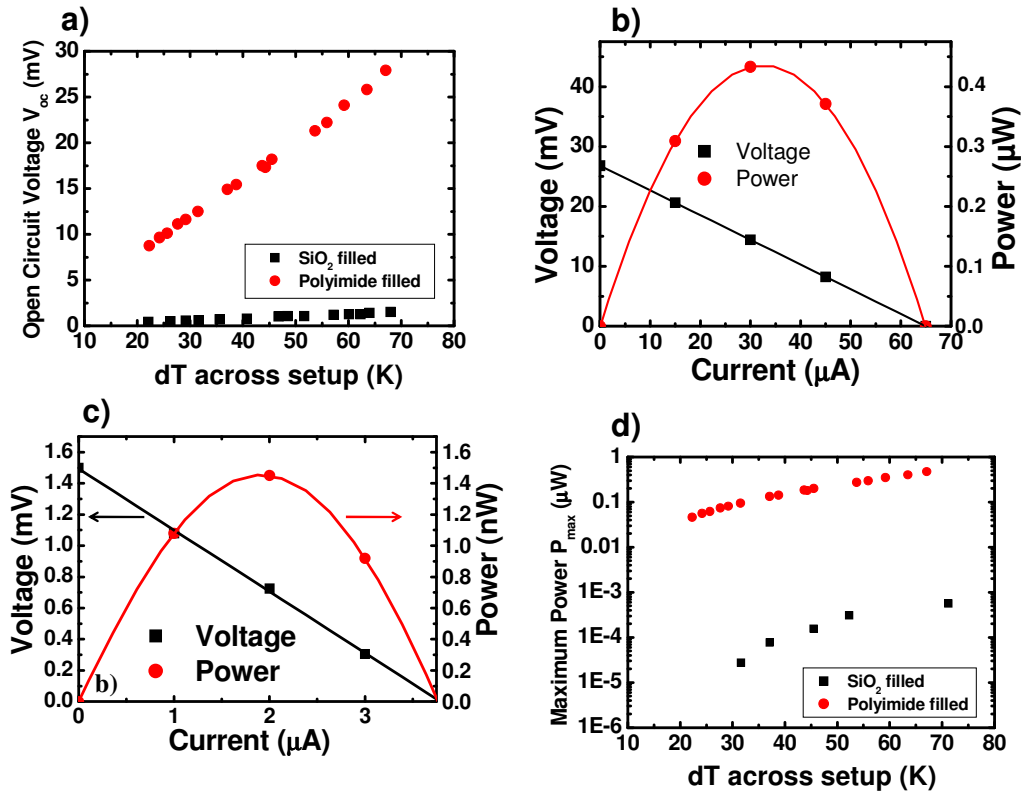 a)
Open Circuit Voltage V_oc (mV)
30
25
20
15
10
5
0
SiO₂ filled
Polyimide filled
10 20 30 40 50 60 70 80
dT across setup (K)
b)
Voltage (mV)
40
30
20
10
0
Voltage
Power
0.4
0.3
0.2
0.1
0.0
Power (µW)
0 10 20 30 40 50 60 70
Current (µA)
c)
Voltage (mV)
1.6
1.4
1.2
1.0
0.8
0.6
0.4
0.2
0.0
Voltage
Power
b)
1.6
1.4
1.2
1.0
0.8
0.6
0.4
0.2
0.0
Power (nW)
0 1 2 3
Current (µA)
d)
Maximum Power P_max (µW)
1
0.1
0.01
1E-3
1E-4
1E-5
1E-6
SiO₂ filled
Polyimide filled
10 20 30 40 50 60 70 80
dT across setup (K)